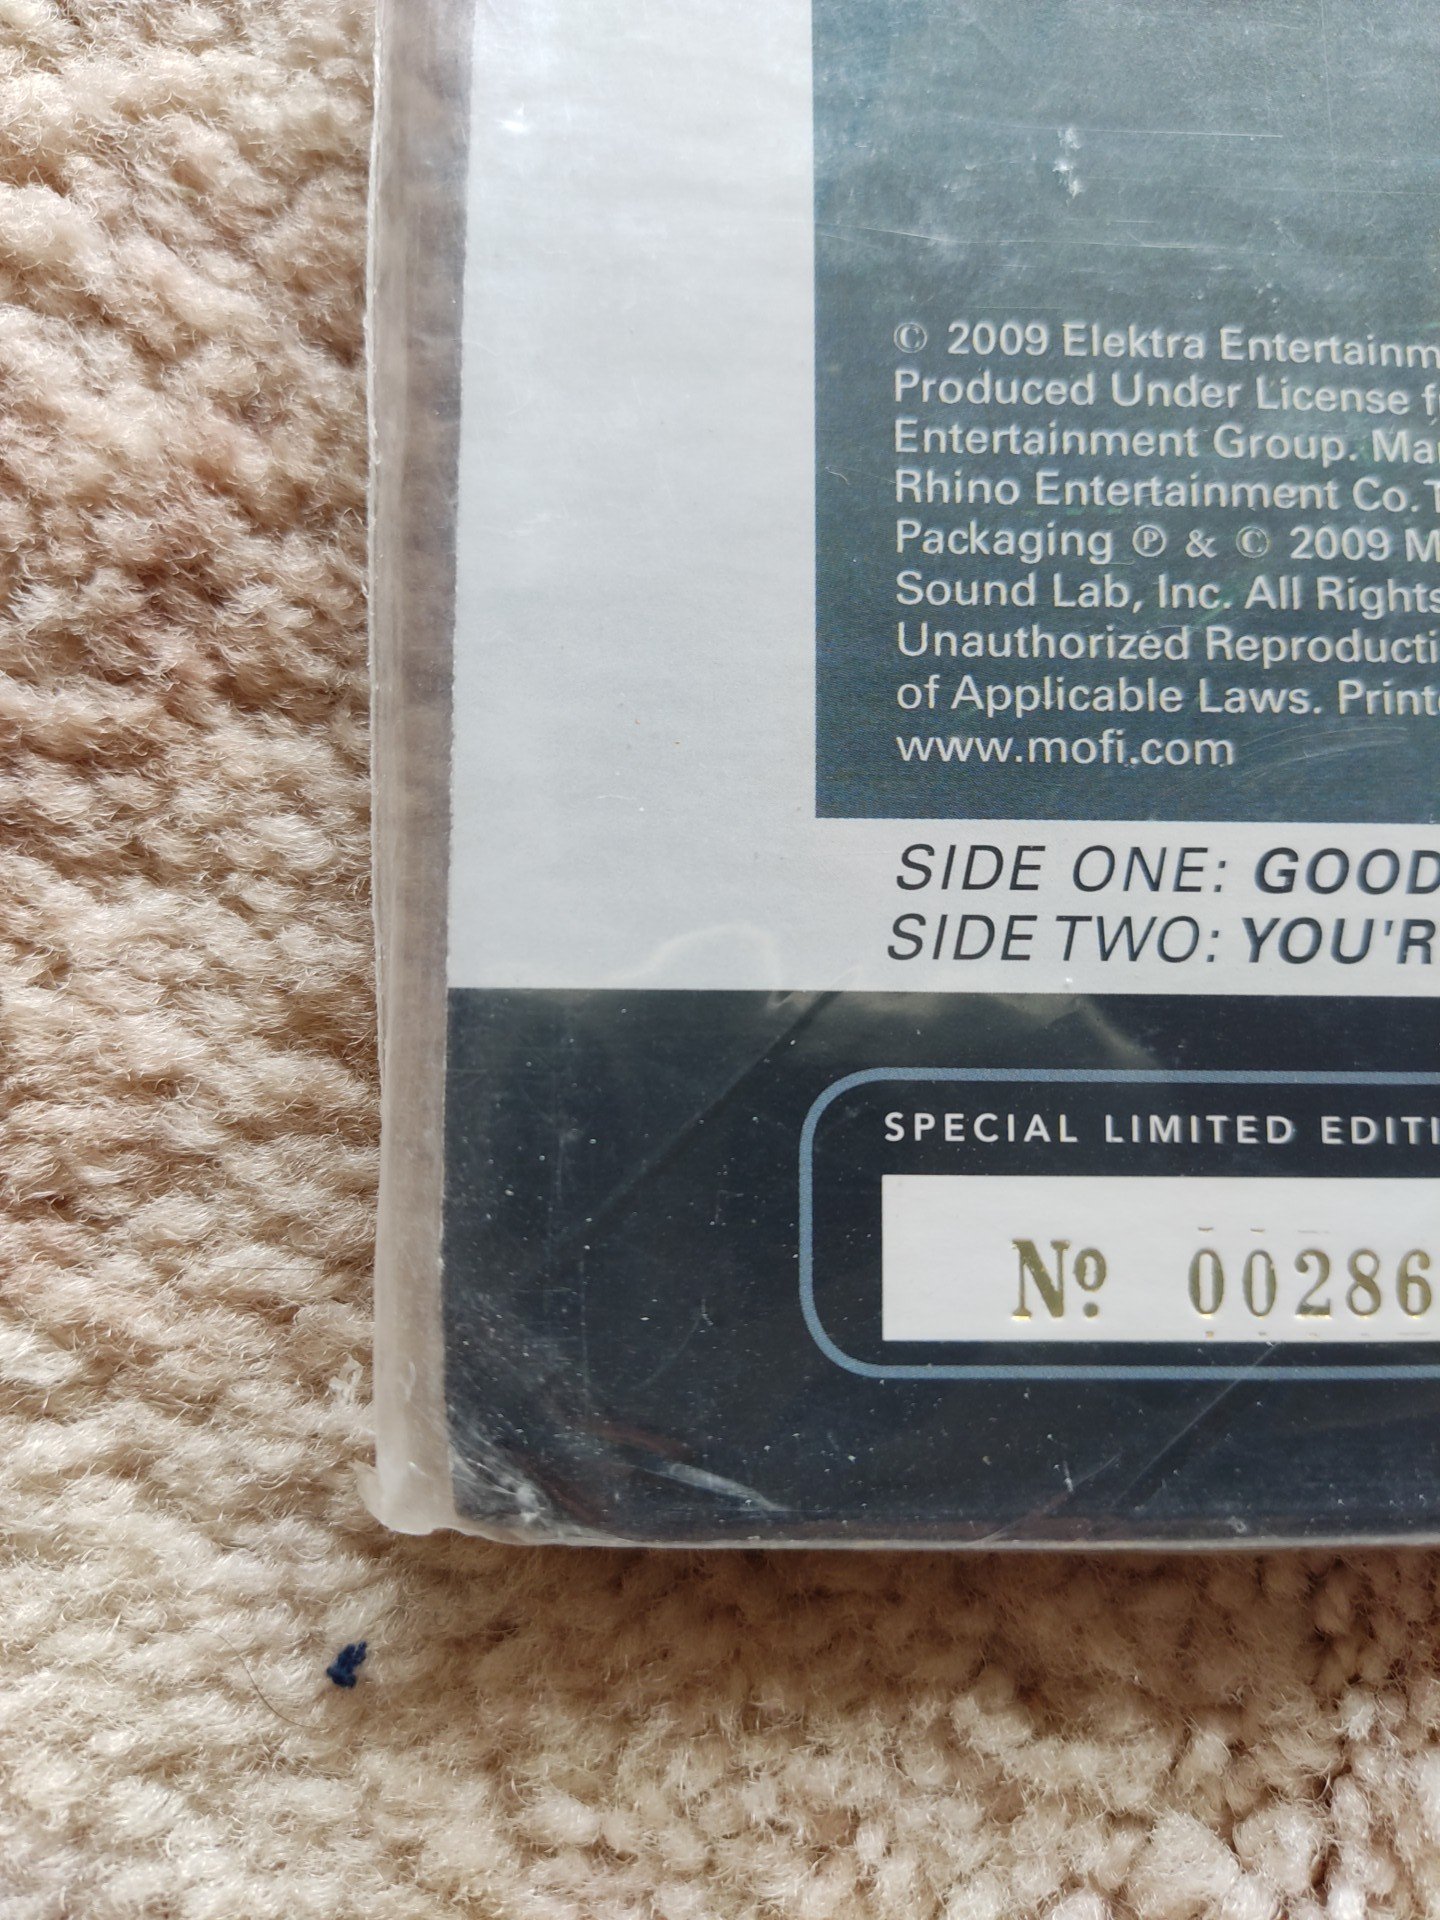 © 2009 Elektra Entertainm
Produced Under License f
Entertainment Group. Ma
Rhino Entertainment Co. T
Packaging ℗ & © 2009 M
Sound Lab, Inc. All Rights
Unauthorized Reproducti
of Applicable Laws. Print
www.mofi.com
SIDE ONE: GOOD
SIDE TWO: YOU'R
SPECIAL LIMITED EDITI
Nº 00286